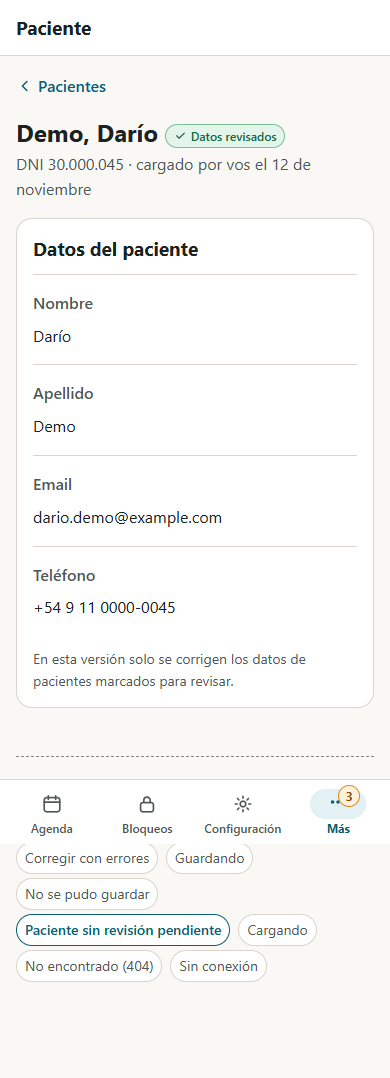 Paciente
Pacientes
Demo, Darío
Datos revisados
DNI 30.000.045 · cargado por vos el 12 de
noviembre
Datos del paciente
Nombre
Darío
Apellido
Demo
Email
dario.demo@example.com
Teléfono
+54 9 11 0000-0045
En esta versión solo se corrigen los datos de
pacientes marcados para revisar.
3
Agenda Bloqueos Configuración Más
Corregir con errores Guardando
No se pudo guardar
Paciente sin revisión pendiente Cargando
No encontrado (404) Sin conexión